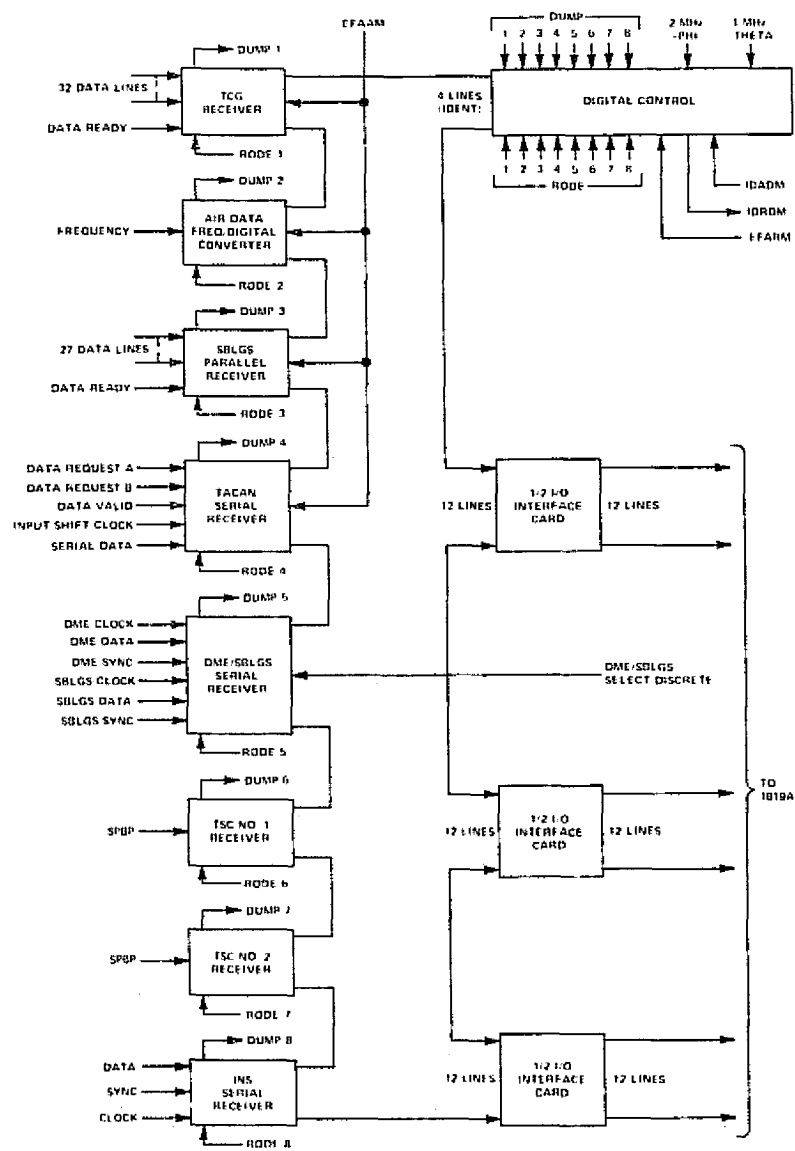 EFAAM
DUMP
1 2 3 4 5 6 7 8
2 MHz
-PHI
1 MHz
THETA
DUMP 1
32 DATA LINES
TCG
RECEIVER
DATA READY
RODE 1
4 LINES
(IDENT)
DIGITAL CONTROL
1 2 3 4 5 6 7 8
RODE
IDADM
IDRDM
EFARM
DUMP 2
FREQUENCY
AIR DATA
FREQ/DIGITAL
CONVERTER
RODE 2
DUMP 3
27 DATA LINES
SBLGS
PARALLEL
RECEIVER
DATA READY
RODE 3
DUMP 4
DATA REQUEST A
DATA REQUEST B
DATA VALID
INPUT SHIFT CLOCK
SERIAL DATA
TACAN
SERIAL
RECEIVER
RODE 4
12 LINES
1/2 I/O
INTERFACE
CARD
12 LINES
DUMP 5
DME CLOCK
DME DATA
DME SYNC
SBLGS CLOCK
SBLGS DATA
SBLGS SYNC
DME/SBLGS
SERIAL
RECEIVER
RODE 5
DME/SBLGS
SELECT DISCRETE
DUMP 6
SPBP
TSC NO. 1
RECEIVER
RODE 6
12 LINES
1/2 I/O
INTERFACE
CARD
12 LINES
TO
1819A
DUMP 7
SPBP
TSC NO. 2
RECEIVER
RODE 7
DUMP 8
DATA
SYNC
CLOCK
INS
SERIAL
RECEIVER
RODE 8
12 LINES
1/2 I/O
INTERFACE
CARD
12 LINES